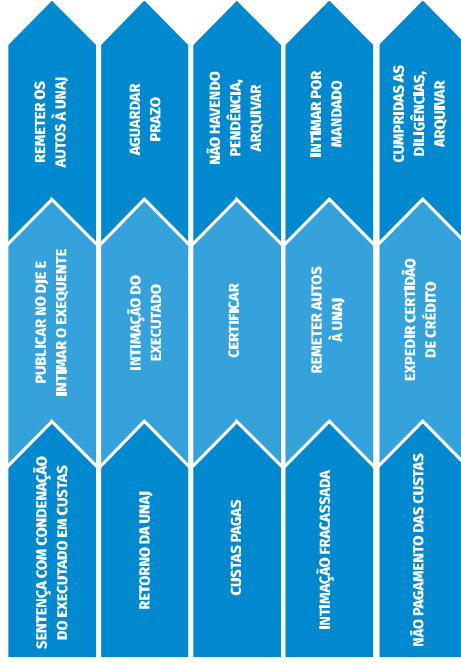 SENTENÇA COM CONDENAÇÃO
DO EXECUTADO EM CUSTAS
PUBLICAR NO DJE E
INTIMAR O EXEQUENTE
REMETER OS
AUTOS À UNAJ
RETORNO DA UNAJ
INTIMAÇÃO DO
EXECUTADO
AGUARDAR
PRAZO
CUSTAS PAGAS
CERTIFICAR
NÃO HAVENDO
PENDÊNCIA,
ARQUIVAR
INTIMAÇÃO FRACASSADA
REMETER AUTOS
À UNAJ
INTIMAR POR
MANDADO
NÃO PAGAMENTO DAS CUSTAS
EXPEDIR CERTIDÃO
DE CRÉDITO
CUMPRIDAS AS
DILIGÊNCIAS,
ARQUIVAR